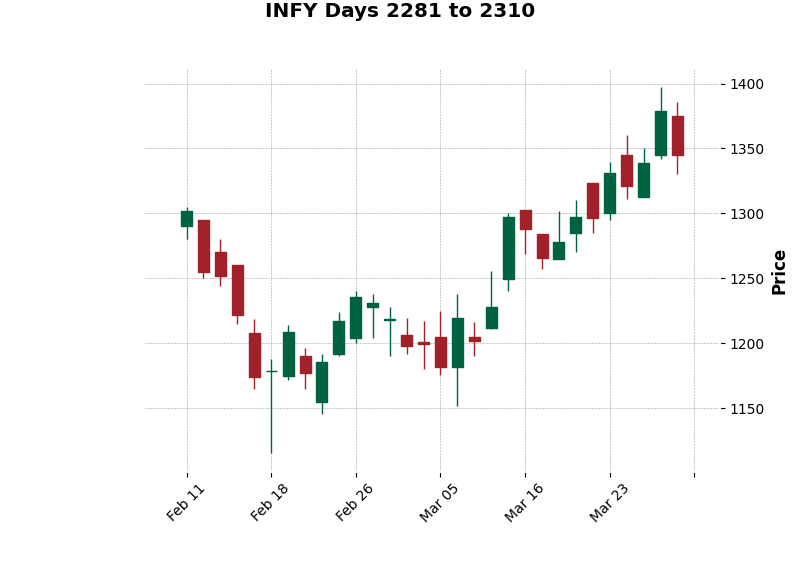 INFY Days 2281 to 2310
1400
1350
1300
1250
1200
1150
Price
Feb 11
Feb 18
Feb 26
Mar 05
Mar 16
Mar 23